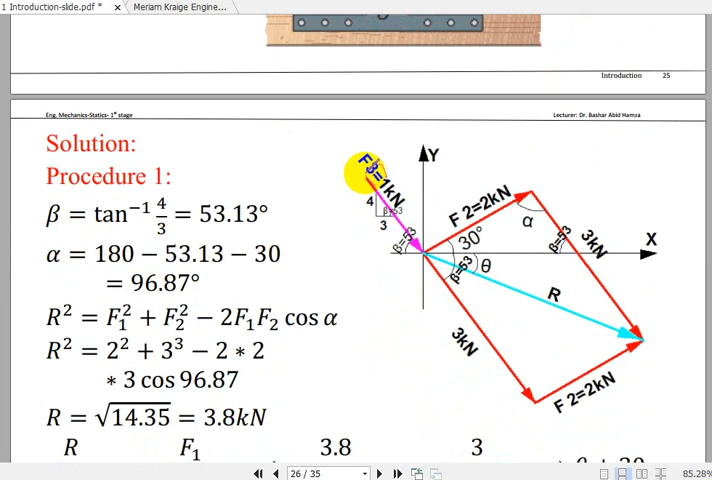 1 Introduction-slide.pdf * × Meriam Kraige Engine... ×
Introduction 25
Eng. Mechanics-Statics- 1st stage Lecturer: Dr. Bashar Abid Hamza
Solution:
Procedure 1:
β = tan⁻¹ 4/3 = 53.13°
α = 180 − 53.13 − 30
= 96.87°
R² = F₁² + F₂² − 2F₁F₂ cos α
R² = 2² + 3³ − 2 * 2
* 3 cos 96.87
R = √14.35 = 3.8kN
R F₁ 3.8 3
Y
=1kN
4
β=53
3
β=53
F 2=2kN
30°
α
β=53
3kN
X
β=53
θ
R
3kN
F 2=2kN
26 / 35
85.28%